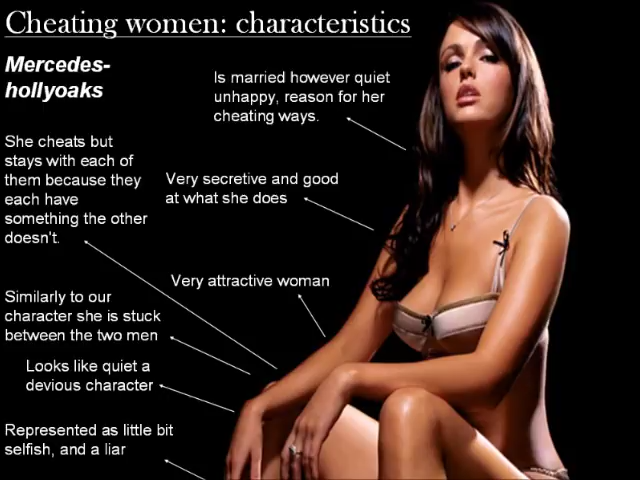 Cheating women: characteristics
Mercedes-
hollyoaks
Is married however quiet
unhappy, reason for her
cheating ways.
She cheats but
stays with each of
them because they
each have
something the other
doesn't.
Very secretive and good
at what she does
Very attractive woman
Similarly to our
character she is stuck
between the two men
Looks like quiet a
devious character
Represented as little bit
selfish, and a liar